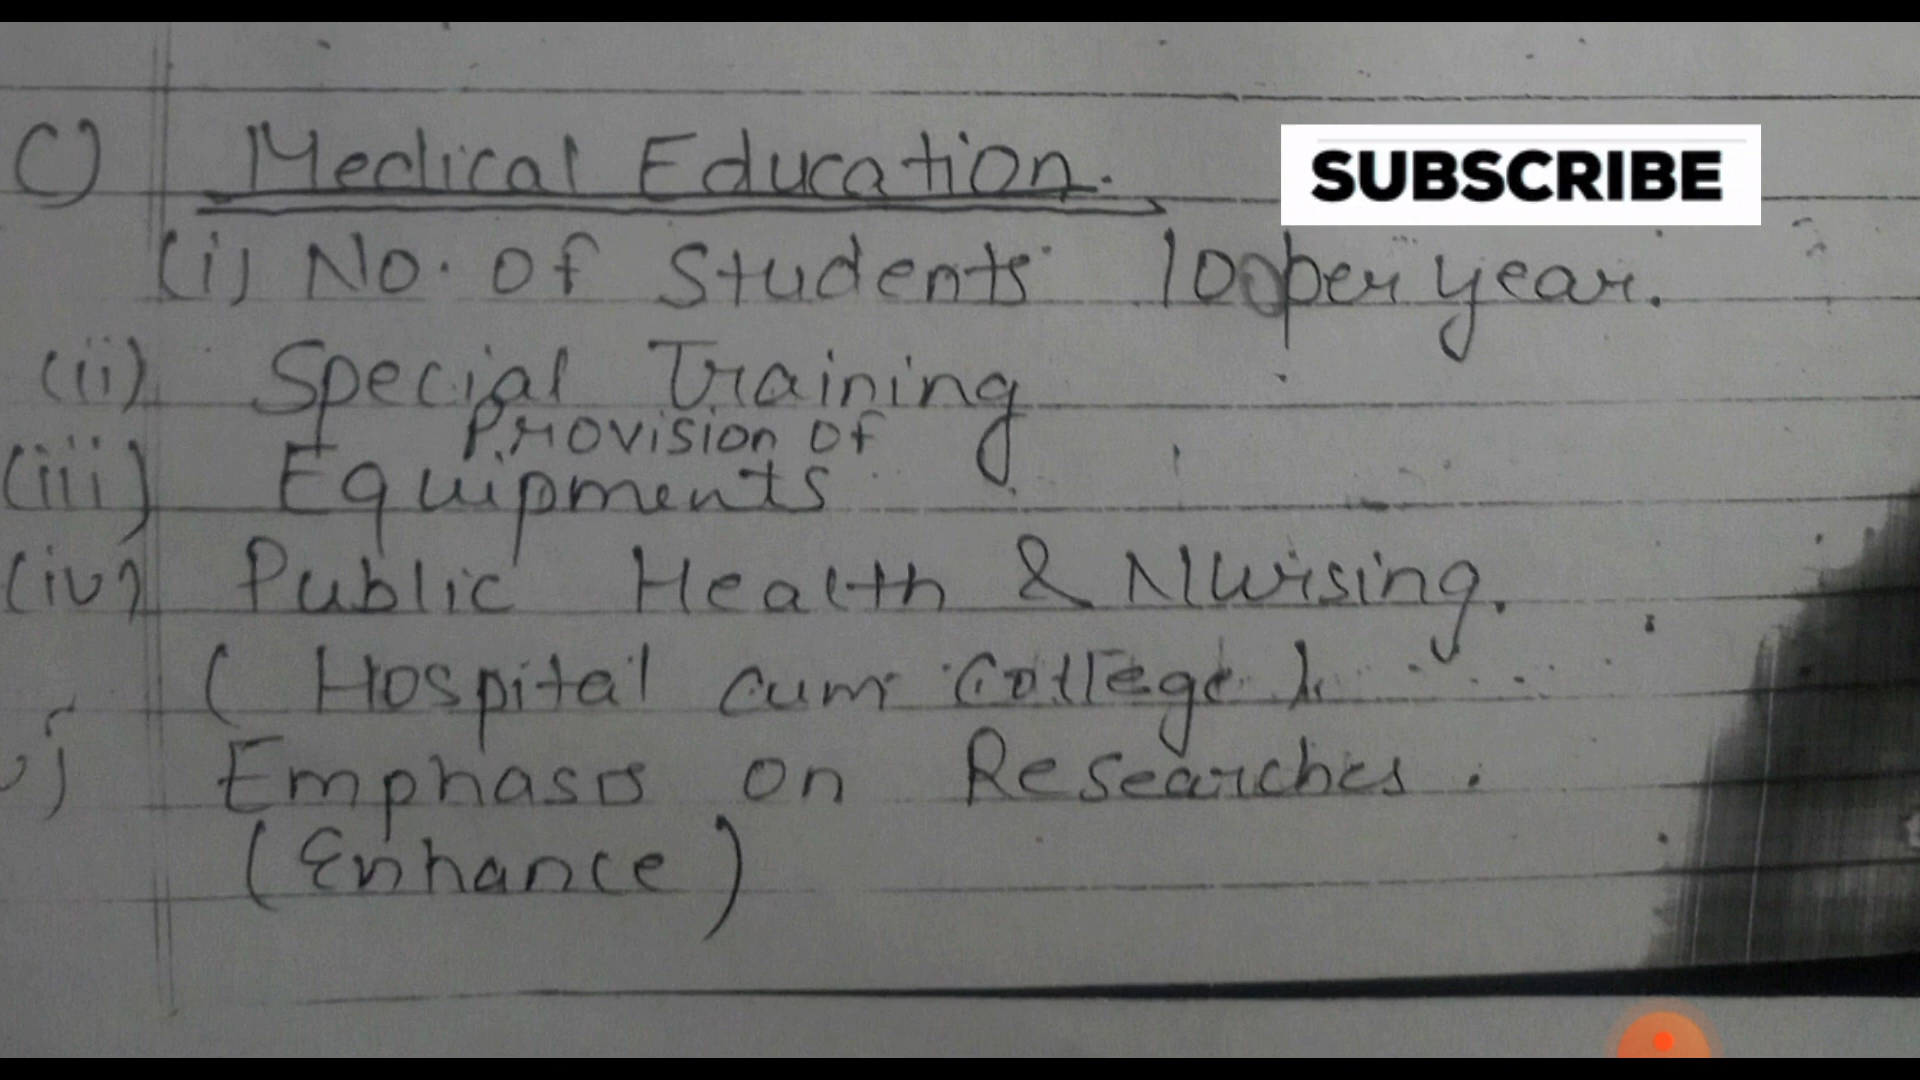 C) Medical Education.
SUBSCRIBE
(i) No. of Students 100 per year.
(ii) Special Training
Provision of
(iii) Equipments
(iv) Public Health & Nursing.
(Hospital cum College).
Emphasis on Researches.
(Enhance)